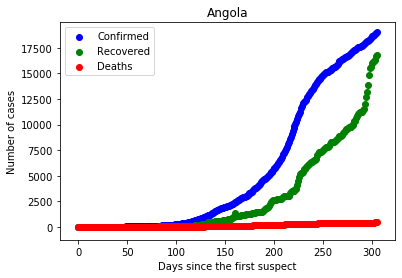 Angola
Confirmed
Recovered
Deaths
Number of cases
17500
15000
12500
10000
7500
5000
2500
0
0 50 100 150 200 250 300
Days since the first suspect